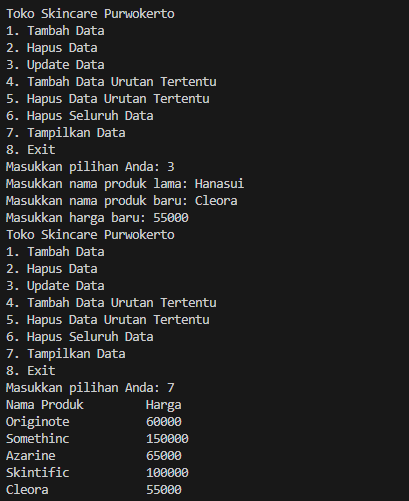 Toko Skincare Purwokerto
1. Tambah Data
2. Hapus Data
3. Update Data
4. Tambah Data Urutan Tertentu
5. Hapus Data Urutan Tertentu
6. Hapus Seluruh Data
7. Tampilkan Data
8. Exit
Masukkan pilihan Anda: 3
Masukkan nama produk lama: Hanasui
Masukkan nama produk baru: Cleora
Masukkan harga baru: 55000
Toko Skincare Purwokerto
1. Tambah Data
2. Hapus Data
3. Update Data
4. Tambah Data Urutan Tertentu
5. Hapus Data Urutan Tertentu
6. Hapus Seluruh Data
7. Tampilkan Data
8. Exit
Masukkan pilihan Anda: 7
Nama Produk         Harga
Originote           60000
Somethinc           150000
Azarine             65000
Skintific           100000
Cleora              55000